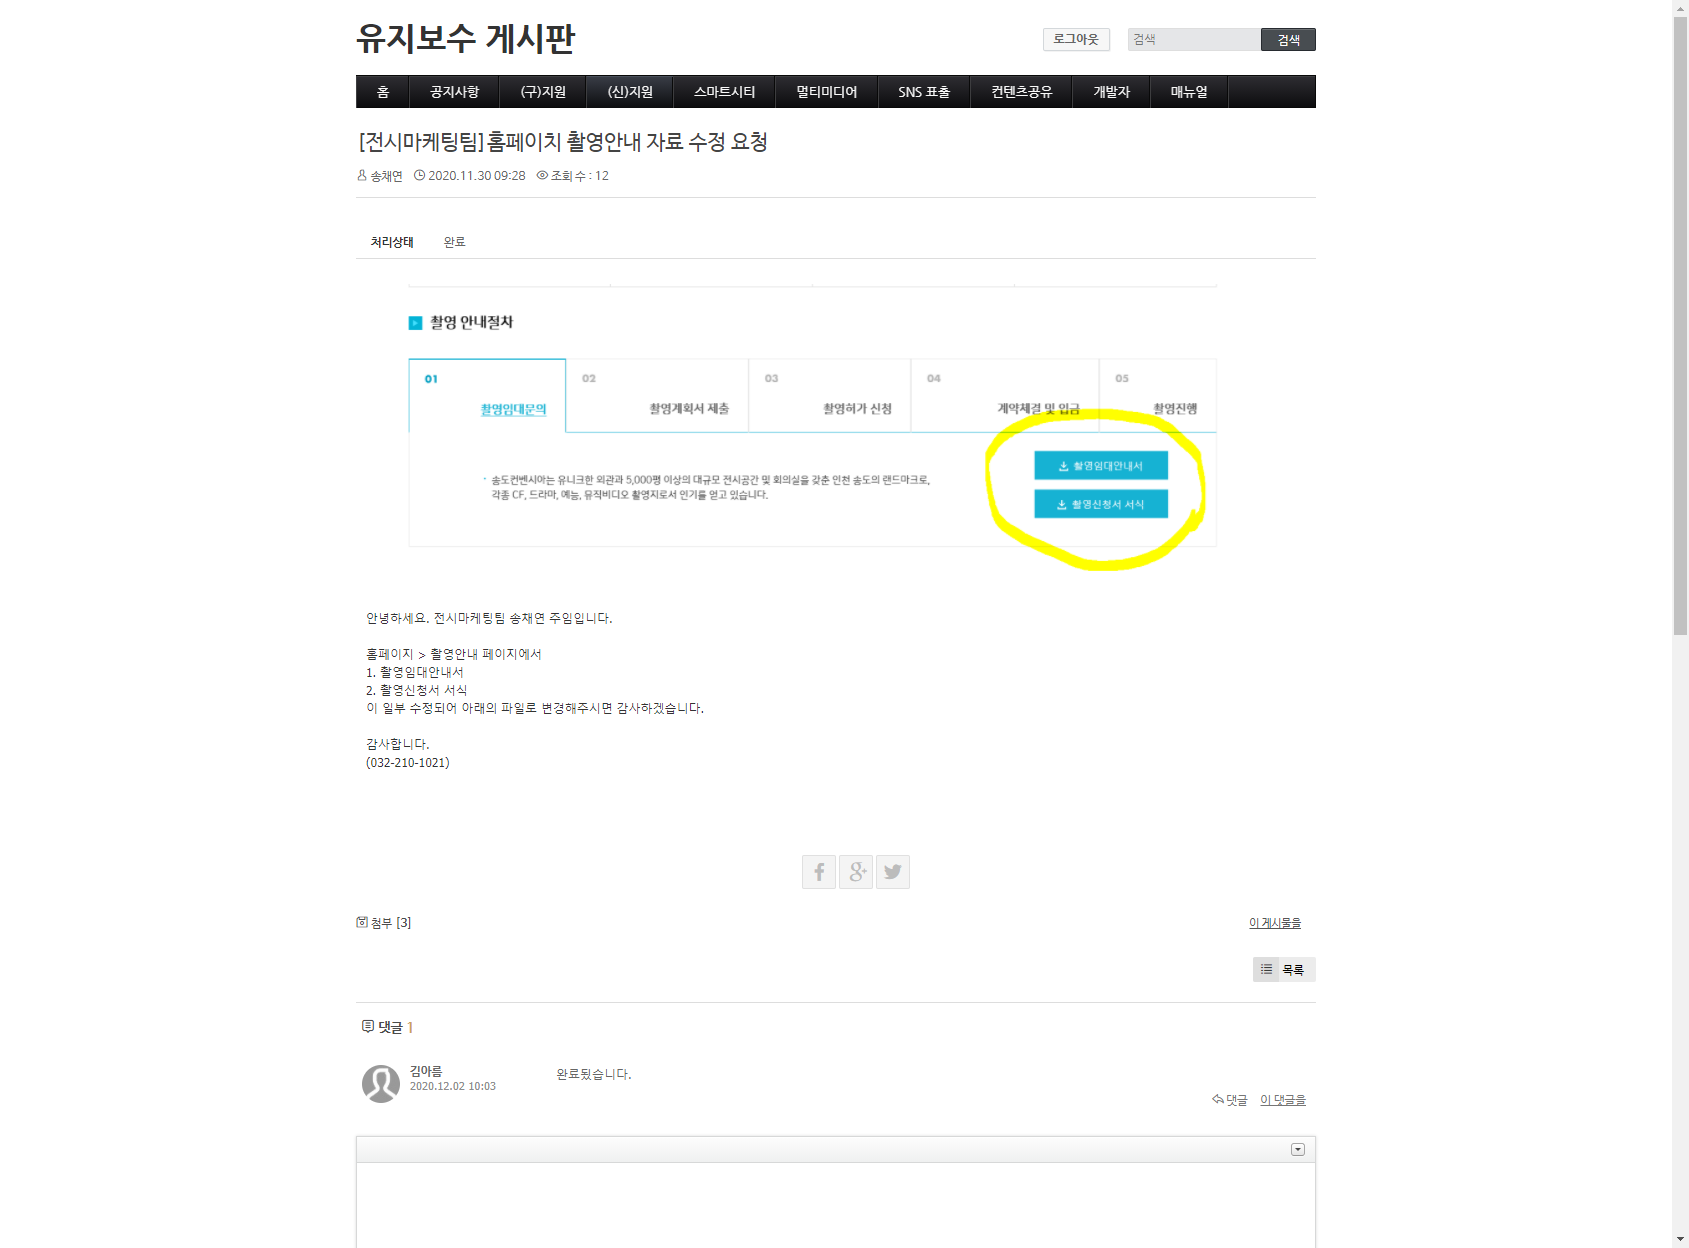 유지보수 게시판
로그아웃
검색
검색
홈 공지사항 (구)지원 (신)지원 스마트시티 멀티미디어 SNS 표출 컨텐츠공유 개발자 매뉴얼
[전시마케팅팀]홈페이치 촬영안내 자료 수정 요청
송채연 2020.11.30 09:28 조회 수 : 12
처리상태 완료
촬영 안내절차
01 02 03 04 05
촬영임대문의 촬영계획서 제출 촬영허가 신청 계약체결 및 입금 촬영진행
촬영임대안내서
· 송도컨벤시아는 유니크한 외관과 5,000평 이상의 대규모 전시공간 및 회의실을 갖춘 인천 송도의 랜드마크로,
각종 CF, 드라마, 예능, 뮤직비디오 촬영지로서 인기를 얻고 있습니다.
촬영신청서 서식
안녕하세요. 전시마케팅팀 송채연 주임입니다.
홈페이지 > 촬영안내 페이지에서
1. 촬영임대안내서
2. 촬영신청서 서식
이 일부 수정되어 아래의 파일로 변경해주시면 감사하겠습니다.
감사합니다.
(032-210-1021)
첨부 [3]
이 게시물을
목록
댓글 1
김아름
2020.12.02 10:03
완료됬습니다.
댓글 이 댓글을